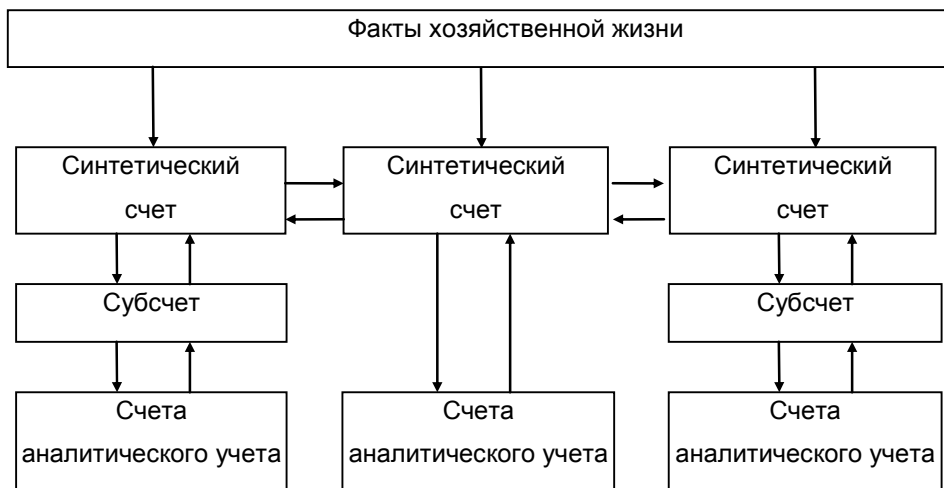 Факты хозяйственной жизни
Синтетический
счет
Синтетический
счет
Синтетический
счет
Субсчет
Субсчет
Счета
аналитического учета
Счета
аналитического учета
Счета
аналитического учета